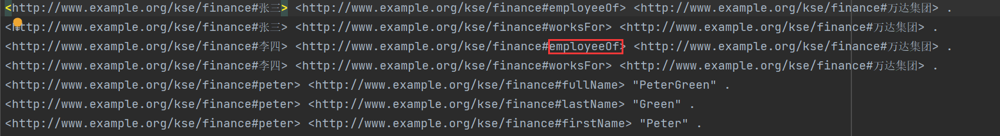 <http://www.example.org/kse/finance#张三> <http://www.example.org/kse/finance#employeeOf> <http://www.example.org/kse/finance#万达集团> .
<http://www.example.org/kse/finance#张三> <http://www.example.org/kse/finance#worksFor> <http://www.example.org/kse/finance#万达集团> .
<http://www.example.org/kse/finance#李四> <http://www.example.org/kse/finance#employeeOf> <http://www.example.org/kse/finance#万达集团> .
<http://www.example.org/kse/finance#李四> <http://www.example.org/kse/finance#worksFor> <http://www.example.org/kse/finance#万达集团> .
<http://www.example.org/kse/finance#peter> <http://www.example.org/kse/finance#fullName> "PeterGreen" .
<http://www.example.org/kse/finance#peter> <http://www.example.org/kse/finance#lastName> "Green" .
<http://www.example.org/kse/finance#peter> <http://www.example.org/kse/finance#firstName> "Peter" .